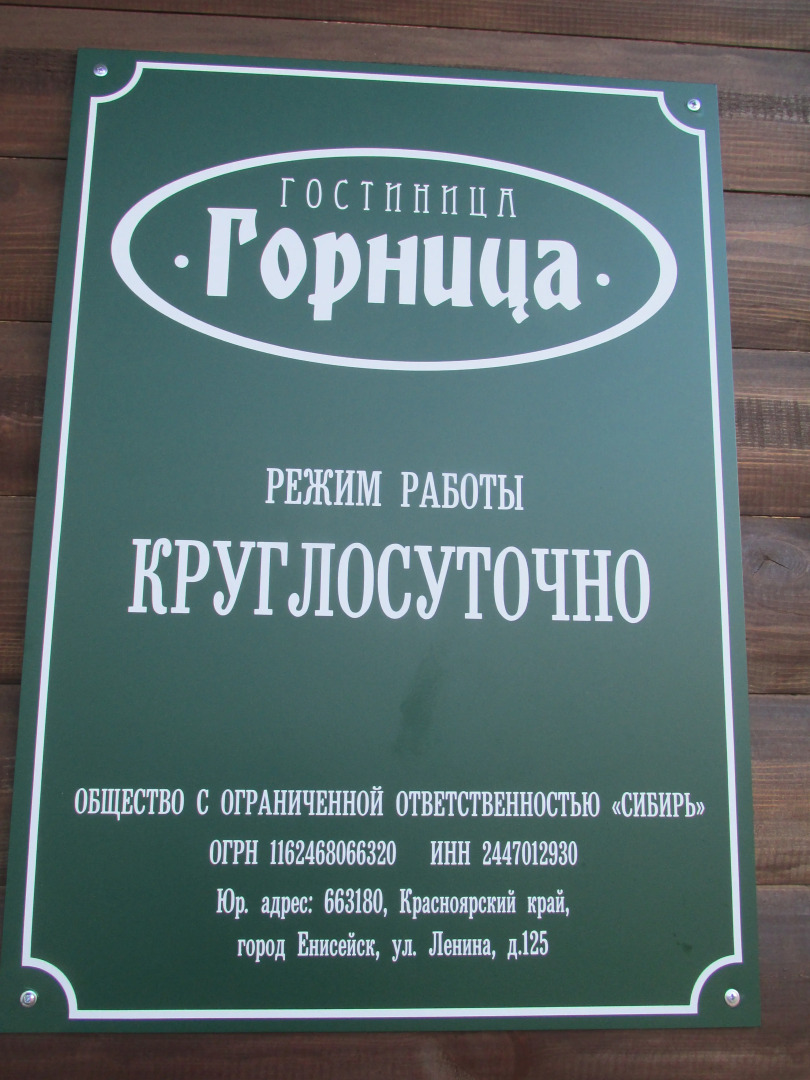 ГОСТИНИЦА
· Горница ·
РЕЖИМ РАБОТЫ
КРУГЛОСУТОЧНО
ОБЩЕСТВО С ОГРАНИЧЕННОЙ ОТВЕТСТВЕННОСТЬЮ «СИБИРЬ»
ОГРН 1162468066320 ИНН 2447012930
Юр. адрес: 663180, Красноярский край,
город Енисейск, ул. Ленина, д.125